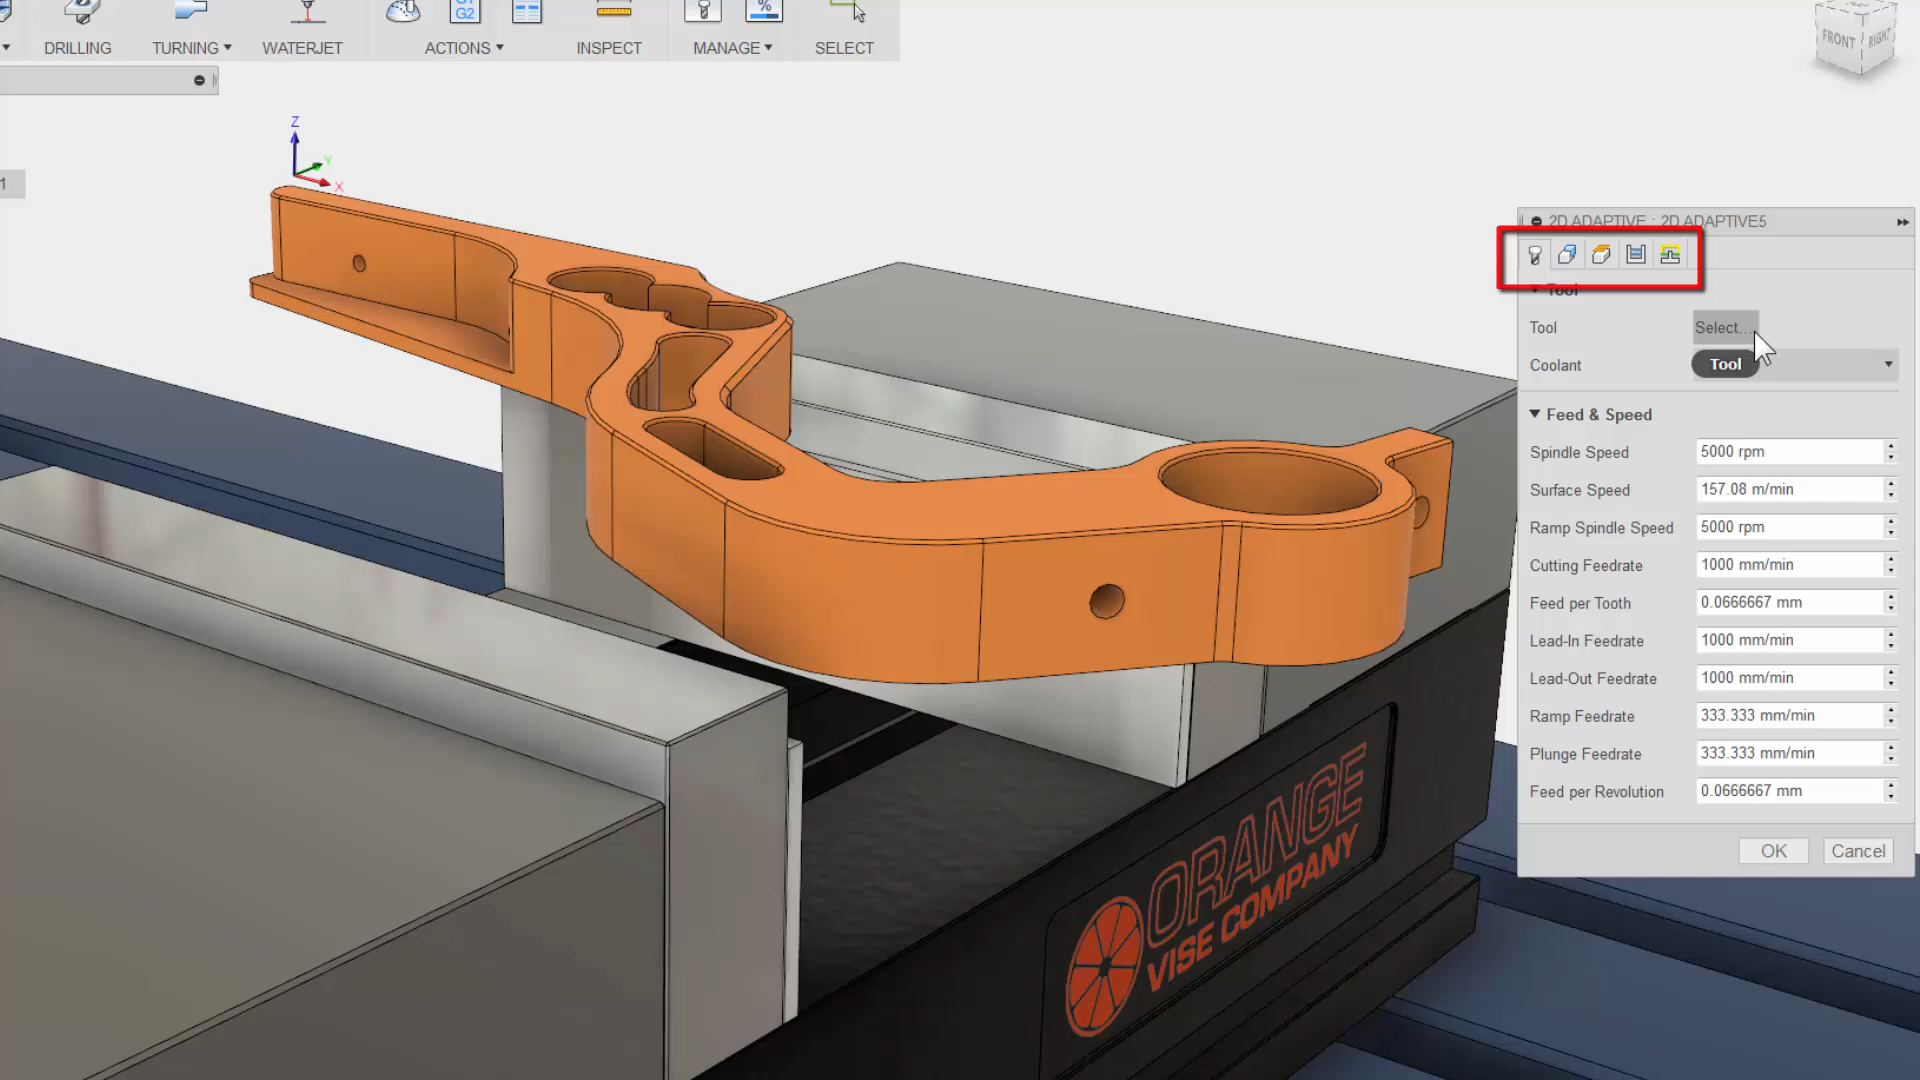 G1
G2
%
DRILLING
TURNING
WATERJET
ACTIONS
INSPECT
MANAGE
SELECT
FRONT
RIGHT
Z
Y
X
1
2D ADAPTIVE : 2D ADAPTIVE5
Tool
Tool
Select...
Coolant
Tool
Feed & Speed
Spindle Speed
5000 rpm
Surface Speed
157.08 m/min
Ramp Spindle Speed
5000 rpm
Cutting Feedrate
1000 mm/min
Feed per Tooth
0.0666667 mm
Lead-In Feedrate
1000 mm/min
Lead-Out Feedrate
1000 mm/min
Ramp Feedrate
333.333 mm/min
Plunge Feedrate
333.333 mm/min
Feed per Revolution
0.0666667 mm
OK
Cancel
ORANGE
VISE COMPANY